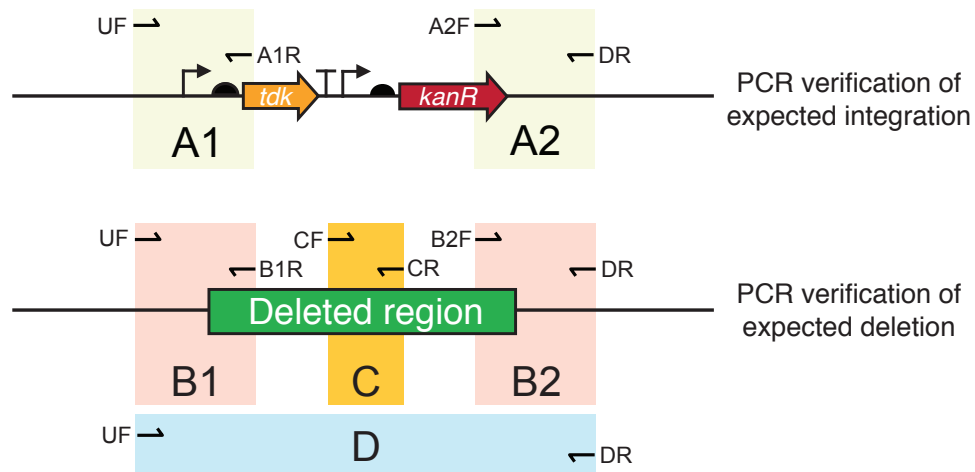 UF
A1R
A2F
DR
tdk
kanR
A1
A2
PCR verification of
expected integration
UF
B1R
CF
CR
B2F
DR
Deleted region
B1
C
B2
PCR verification of
expected deletion
UF
D
DR